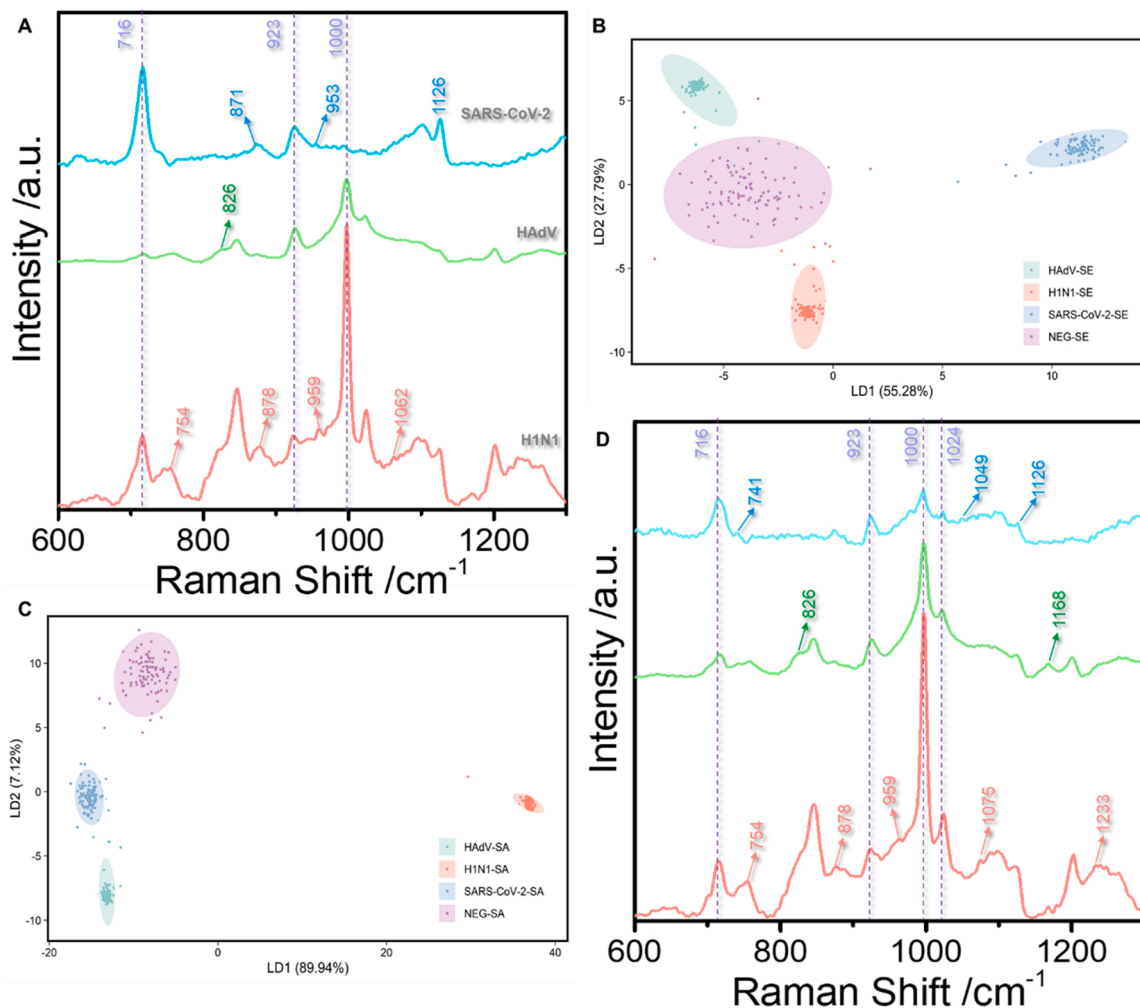 A
716
923
1000
871
953
1126
SARS-CoV-2
826
HAdV
754
878
959
1062
H1N1
Intensity /a.u.
600
800
1000
1200
Raman Shift /cm⁻¹
B
5
0
-5
-10
LD2 (27.79%)
HAdV-SE
H1N1-SE
SARS-CoV-2-SE
NEG-SE
-5
0
5
10
LD1 (55.28%)
C
10
5
0
-5
-10
LD2 (7.12%)
HAdV-SA
H1N1-SA
SARS-CoV-2-SA
NEG-SA
-20
0
20
40
LD1 (89.94%)
D
716
923
1000
1024
741
1049
1126
826
1168
754
878
959
1075
1233
Intensity /a.u.
600
800
1000
1200
Raman Shift /cm⁻¹